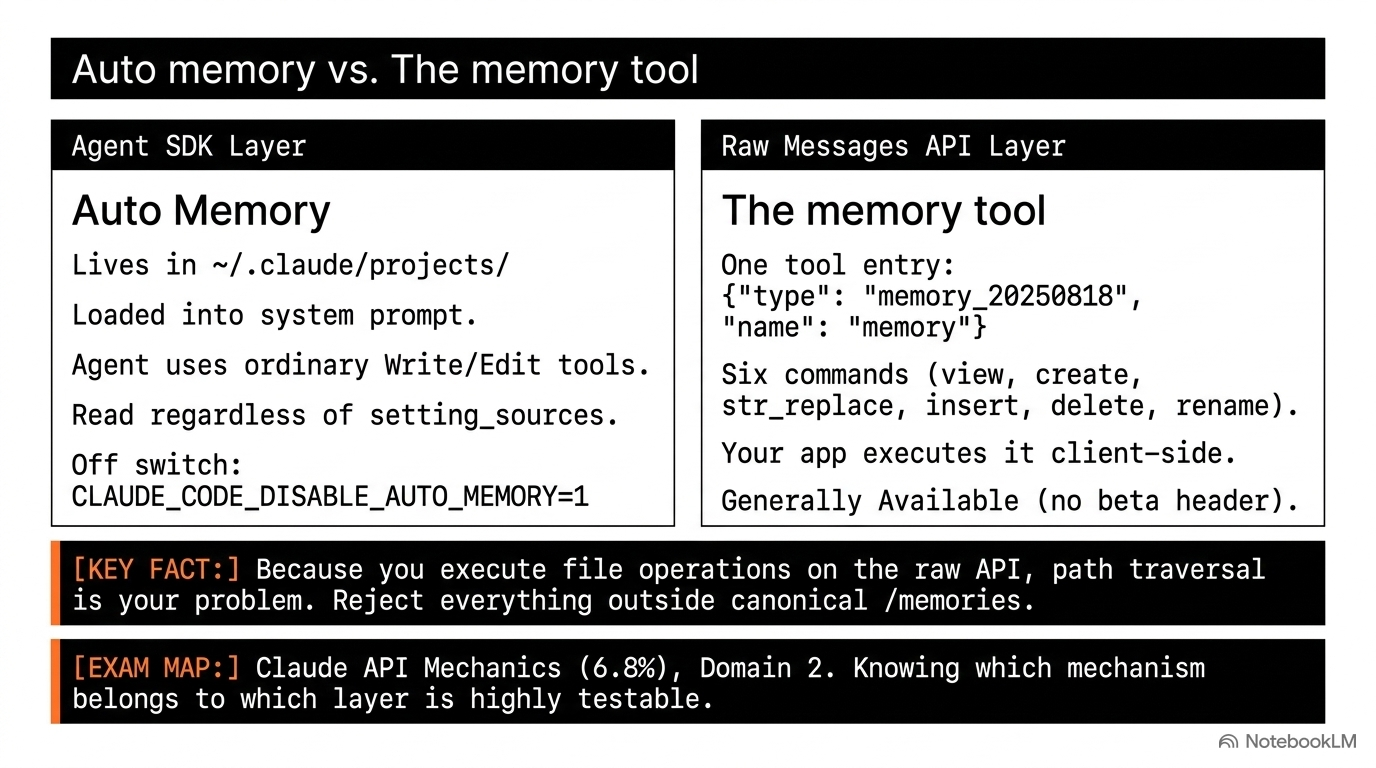 Auto memory vs. The memory tool
Agent SDK Layer
Auto Memory
Lives in ~/.claude/projects/
Loaded into system prompt.
Agent uses ordinary Write/Edit tools.
Read regardless of setting_sources.
Off switch:
CLAUDE_CODE_DISABLE_AUTO_MEMORY=1
Raw Messages API Layer
The memory tool
One tool entry:
{"type": "memory_20250818",
"name": "memory"}
Six commands (view, create,
str_replace, insert, delete, rename).
Your app executes it client-side.
Generally Available (no beta header).
[KEY FACT:] Because you execute file operations on the raw API, path traversal
is your problem. Reject everything outside canonical /memories.
[EXAM MAP:] Claude API Mechanics (6.8%), Domain 2. Knowing which mechanism
belongs to which layer is highly testable.
NotebookLM